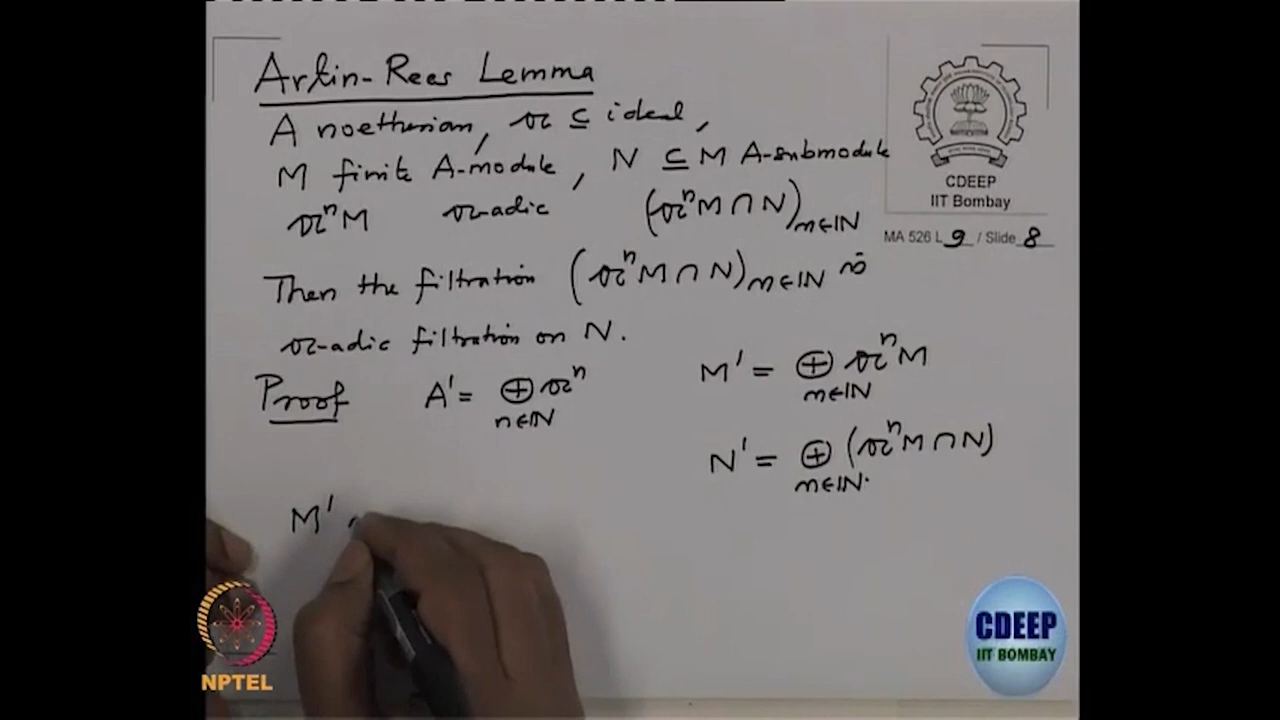 Artin-Rees Lemma
A noetherian, 𝔞 ⊆ ideal,
M finite A-module, N ⊆ M A-submodule
𝔞ⁿM 𝔞-adic (𝔞ⁿM ∩ N)ₙ∈ℕ
Then the filtration (𝔞ⁿM ∩ N)ₙ∈ℕ is
𝔞-adic filtration on N.
Proof A' = ⊕ 𝔞ⁿ
n∈ℕ
M' = ⊕ 𝔞ⁿM
n∈ℕ
N' = ⊕ (𝔞ⁿM ∩ N)
n∈ℕ.
M'
CDEEP
IIT Bombay
MA 526 L 9 / Slide 8
NPTEL
CDEEP
IIT BOMBAY